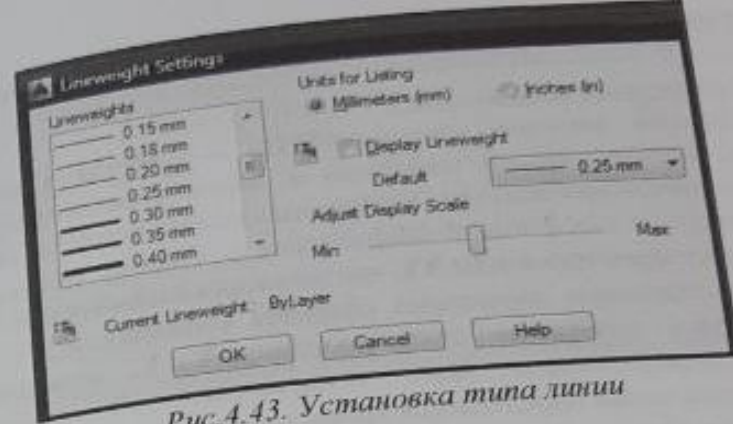 Lineweight Settings
Lineweights
0.15 mm
0.18 mm
0.20 mm
0.25 mm
0.30 mm
0.35 mm
0.40 mm
Units for Listing
Millimeters (mm)
Inches (in)
Display Lineweight
Default
0.25 mm
Adjust Display Scale
Min
Max
Current Lineweight: ByLayer
OK
Cancel
Help
Рис.4.43. Установка типа линии